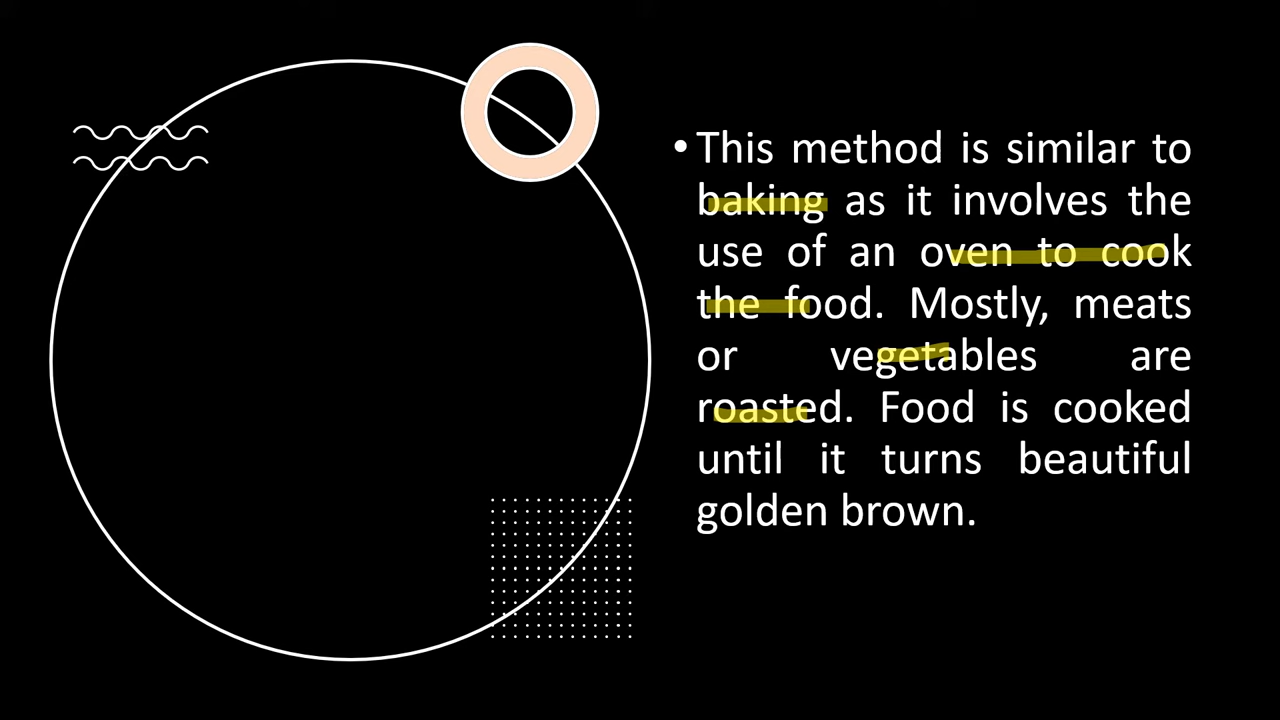 • This method is similar to
baking as it involves the
use of an oven to cook
the food. Mostly, meats
or vegetables are
roasted. Food is cooked
until it turns beautiful
golden brown.